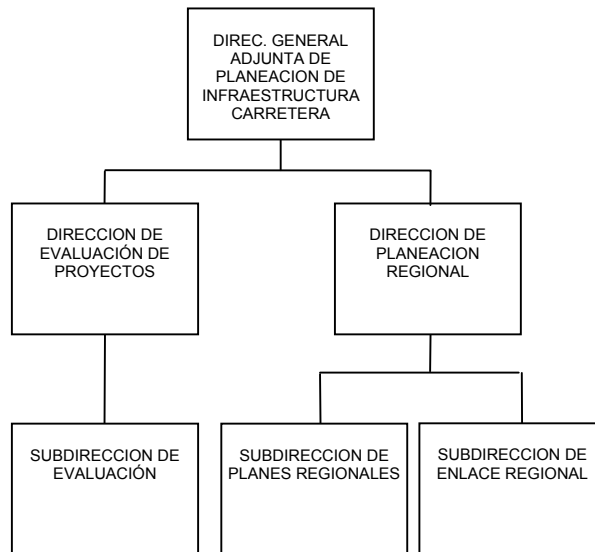 DIREC. GENERAL
ADJUNTA DE
PLANEACION DE
INFRAESTRUCTURA
CARRETERA
DIRECCION DE
EVALUACIÓN DE
PROYECTOS
DIRECCION DE
PLANEACION
REGIONAL
SUBDIRECCION DE
EVALUACIÓN
SUBDIRECCION DE
PLANES REGIONALES
SUBDIRECCION DE
ENLACE REGIONAL